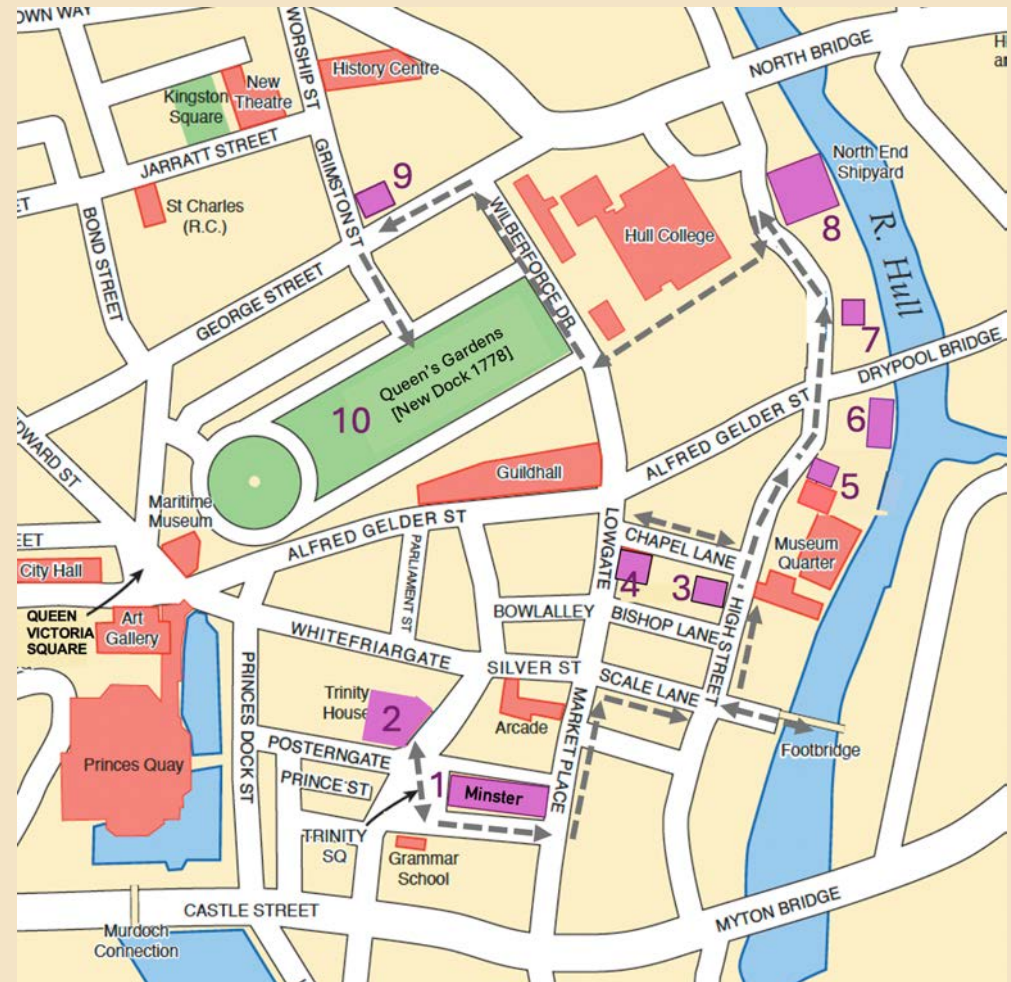 OWN WAY
WORSHIP ST
History Centre
NORTH BRIDGE
New
Theatre
Kingston
Square
JARRATT STREET
GRIMSTON ST
9
North End
Shipyard
8
ET
BOND STREET
St Charles
(R.C.)
WILBERFORCE DR
Hull College
R. Hull
GEORGE STREET
7
DRYPOOL BRIDGE
Queen's Gardens
[New Dock 1778]
10
6
EDWARD ST
Guildhall
ALFRED GELDER ST
5
Maritime
Museum
EET
ALFRED GELDER ST
PARLIAMENT ST
LOWGATE
CHAPEL LANE
Museum
Quarter
City Hall
4
3
QUEEN
VICTORIA
SQUARE
Art
Gallery
BOWLALLEY
BISHOP LANE
HIGH STREET
WHITEFRIARGATE
SILVER ST
SCALE LANE
PRINCES DOCK ST
Trinity
House
2
Arcade
MARKET PLACE
Footbridge
Princes Quay
POSTERNGATE
PRINCE ST
1
Minster
TRINITY
SQ
Grammar
School
CASTLE STREET
MYTON BRIDGE
Murdoch
Connection